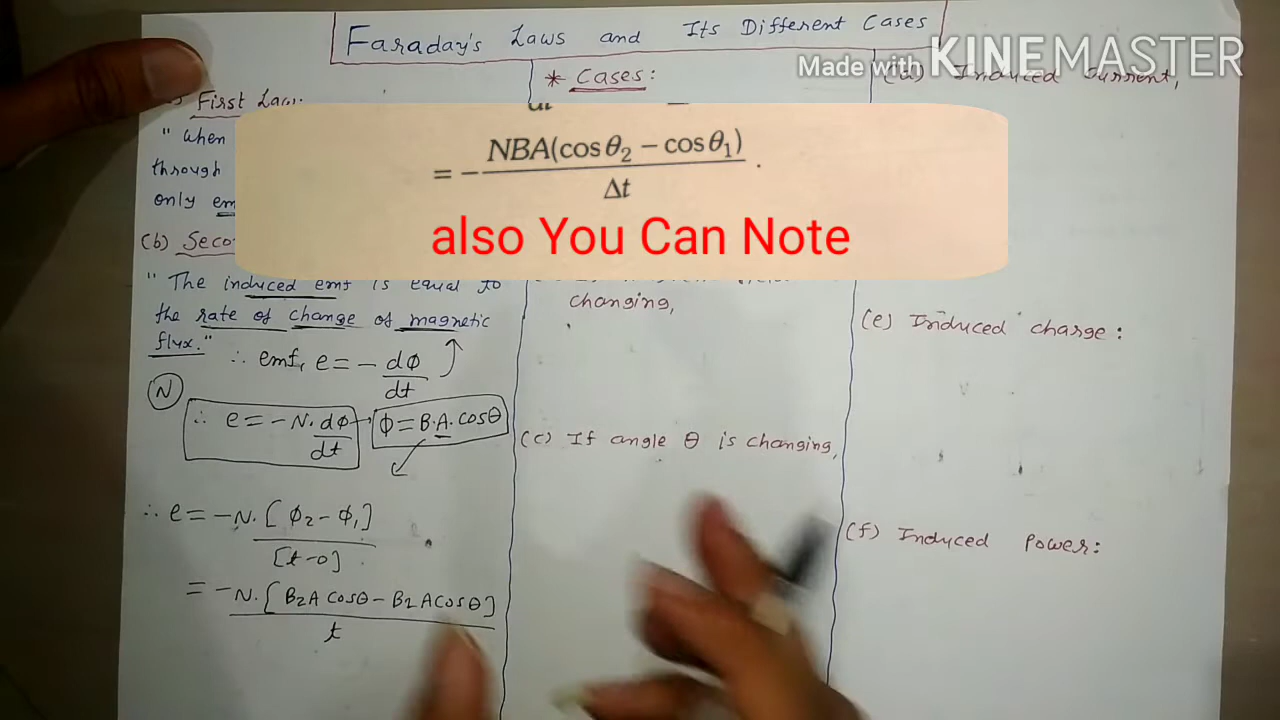 Faraday's Laws and Its Different Cases
Made with KINEMASTER
First Law:
" When
through
only em
(b) Seco
" The induced emf is equal to
the rate of change of magnetic
flux."
∴ emf, e = - dφ/dt
N
∴ e = -N. dφ/dt
φ = B.A. cosθ
∴ e = -N. [φ2 - φ1] / [t-0]
= -N. [B2A cosθ - B2A cosθ] / t
* Cases:
= - NBA(cos θ2 - cos θ1) / Δt .
also You Can Note
changing,
(c) If angle θ is changing,
(d) Induced Current,
(e) Induced charge:
(f) Induced Power: